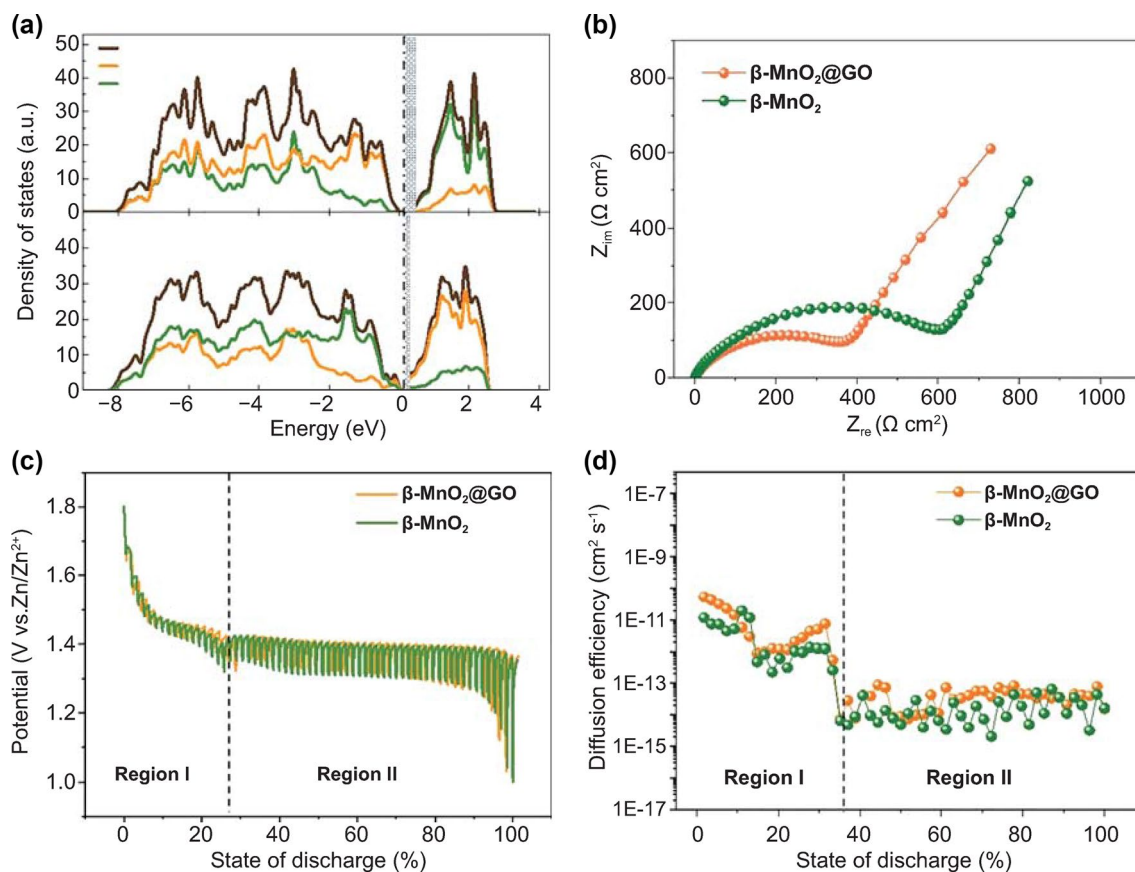 (a)
50
40
30
20
10
0
30
20
10
0
Density of states (a.u.)
−8
−6
−4
−2
0
2
4
Energy (eV)
(b)
800
600
400
200
0
Z_im (Ω cm²)
β-MnO₂@GO
β-MnO₂
0
200
400
600
800
1000
Z_re (Ω cm²)
(c)
1.8
1.6
1.4
1.2
1.0
Potential (V vs.Zn/Zn²⁺)
β-MnO₂@GO
β-MnO₂
Region I
Region II
0
20
40
60
80
100
State of discharge (%)
(d)
1E-7
1E-9
1E-11
1E-13
1E-15
1E-17
Diffusion efficiency (cm² s⁻¹)
β-MnO₂@GO
β-MnO₂
Region I
Region II
0
20
40
60
80
100
State of discharge (%)